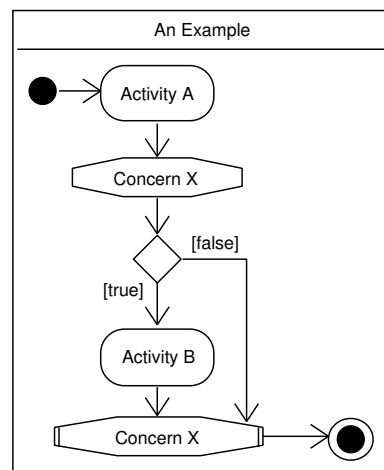 An Example
Activity A
Concern X
[false]
[true]
Activity B
Concern X